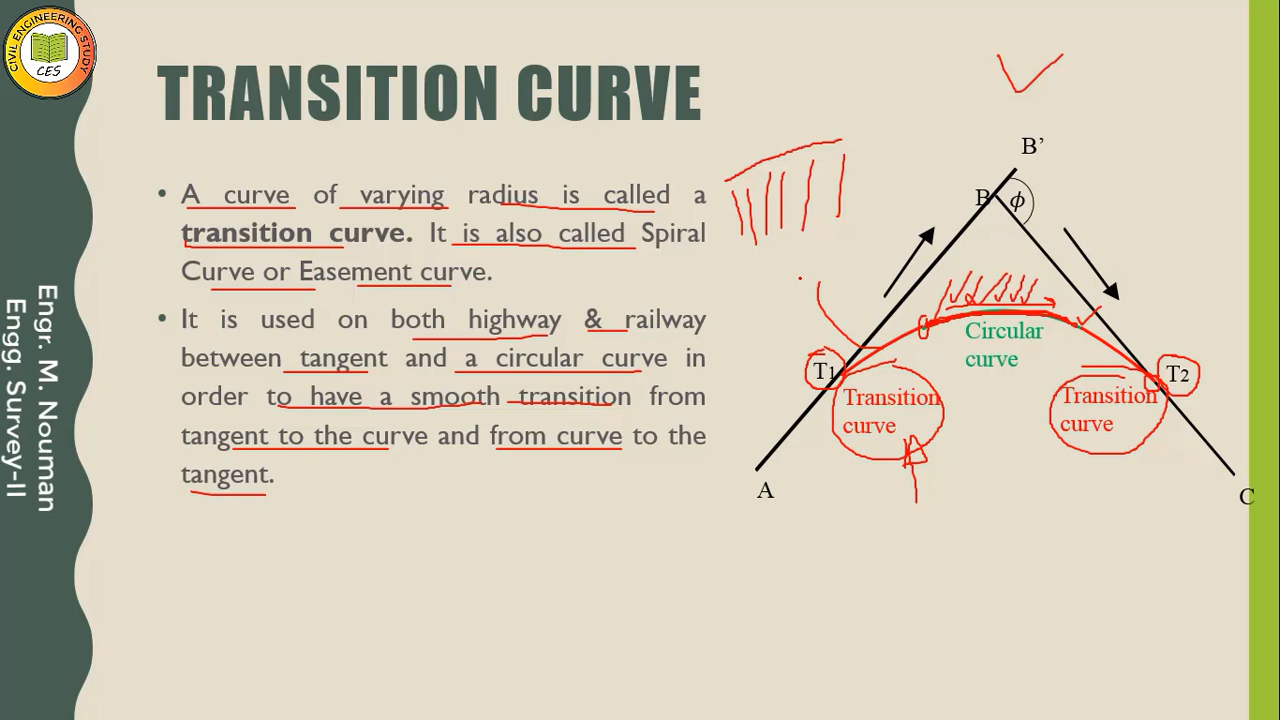 CIVIL ENGINEERING STUDY
CES
TRANSITION CURVE
• A curve of varying radius is called a
transition curve. It is also called Spiral
Curve or Easement curve.
• It is used on both highway & railway
between tangent and a circular curve in
order to have a smooth transition from
tangent to the curve and from curve to the
tangent.
Engr. M. Nouman
Engg. Survey-II
B’
B
ϕ
Circular
curve
T1
T2
Transition
curve
Transition
curve
A
C